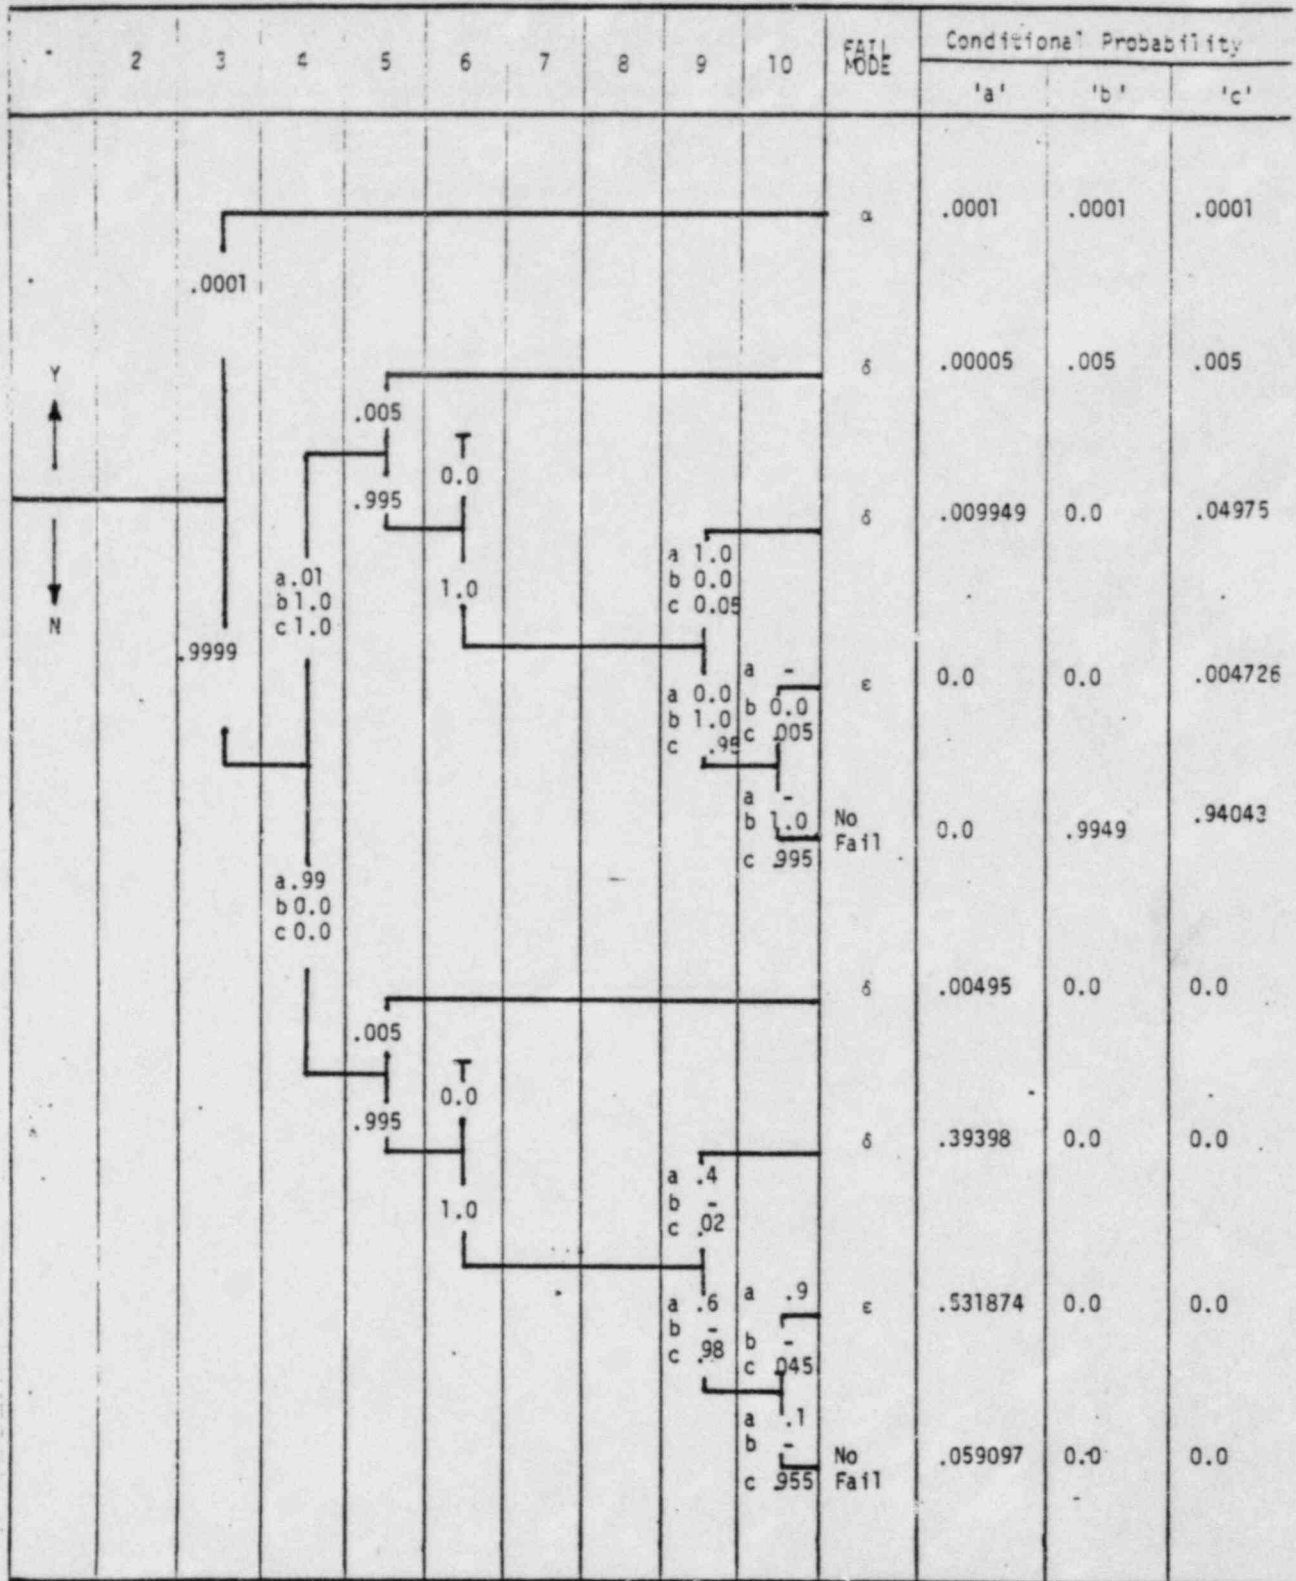 2 3 4 5 6 7 8 9 10 FAIL MODE Conditional Probability
'a' 'b' 'c'
α .0001 .0001 .0001
.0001
δ .00005 .005 .005
Y
.005
0.0
.995
δ .009949 0.0 .04975
a 1.0
b 0.0
c 0.05
a .01
b 1.0
c 1.0
1.0
N
.9999
a -
b 0.0
c .005
ε 0.0 0.0 .004726
a 0.0
b 1.0
c .95
a -
b 1.0
c .995
No Fail 0.0 .9949 .94043
a .99
b 0.0
c 0.0
δ .00495 0.0 0.0
.005
0.0
.995
δ .39398 0.0 0.0
a .4
b -
c .02
1.0
a .9
b -
c .045
ε .531874 0.0 0.0
a .6
b -
c .98
a .1
b -
c .955
No Fail .059097 0.0 0.0